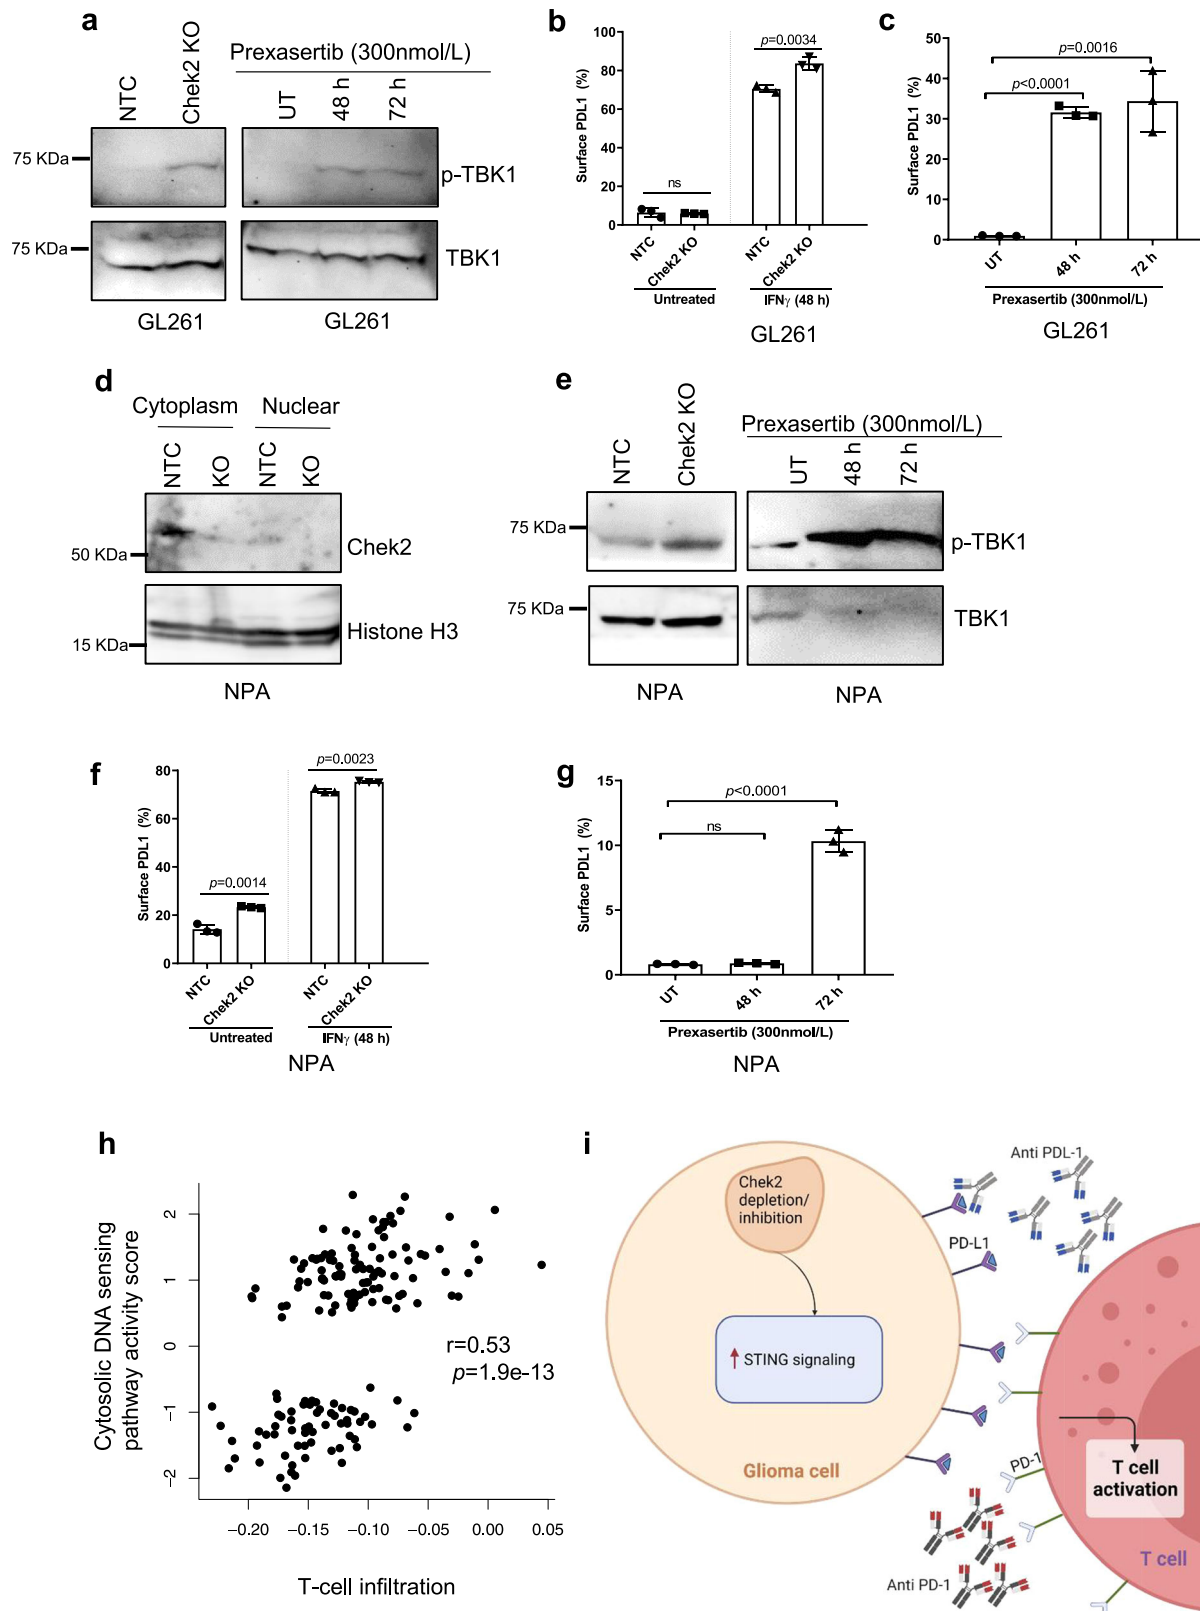 a
NTC
Chek2 KO
Prexasertib (300nmol/L)
UT
48 h
72 h
75 KDa
p-TBK1
75 KDa
TBK1
GL261
GL261
b
Surface PDL1 (%)
100
80
60
40
20
0
ns
p=0.0034
NTC
Chek2 KO
NTC
Chek2 KO
Untreated
IFNγ (48 h)
GL261
c
Surface PDL1 (%)
50
40
30
20
10
0
p=0.0016
p<0.0001
UT
48 h
72 h
Prexasertib (300nmol/L)
GL261
d
Cytoplasm
Nuclear
NTC
KO
NTC
KO
50 KDa
Chek2
15 KDa
Histone H3
NPA
e
NTC
Chek2 KO
Prexasertib (300nmol/L)
UT
48 h
72 h
75 KDa
p-TBK1
75 KDa
TBK1
NPA
NPA
f
Surface PDL1 (%)
80
60
40
20
0
p=0.0014
p=0.0023
NTC
Chek2 KO
NTC
Chek2 KO
Untreated
IFNγ (48 h)
NPA
g
Surface PDL1 (%)
15
10
5
0
p<0.0001
ns
UT
48 h
72 h
Prexasertib (300nmol/L)
NPA
h
Cytosolic DNA sensing
pathway activity score
2
1
0
−1
−2
r=0.53
p=1.9e-13
−0.20
−0.15
−0.10
−0.05
0.00
0.05
T-cell infiltration
i
Chek2
depletion/
inhibition
STING signaling
Glioma cell
Anti PDL-1
PD-L1
PD-1
T cell
activation
T cell
Anti PD-1